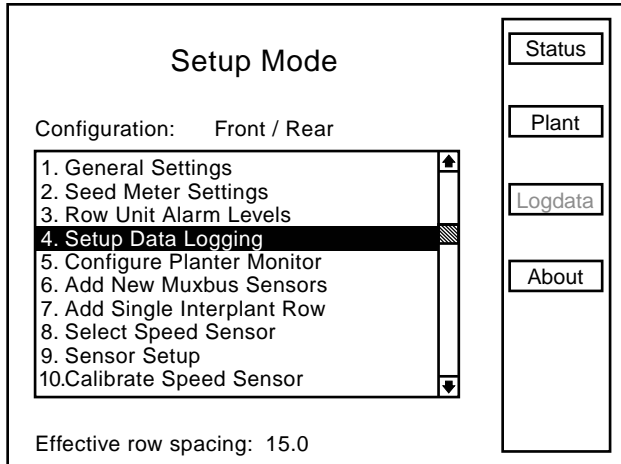 Setup Mode
Configuration: Front / Rear
1. General Settings
2. Seed Meter Settings
3. Row Unit Alarm Levels
4. Setup Data Logging
5. Configure Planter Monitor
6. Add New Muxbus Sensors
7. Add Single Interplant Row
8. Select Speed Sensor
9. Sensor Setup
10.Calibrate Speed Sensor
Effective row spacing: 15.0
Status
Plant
Logdata
About